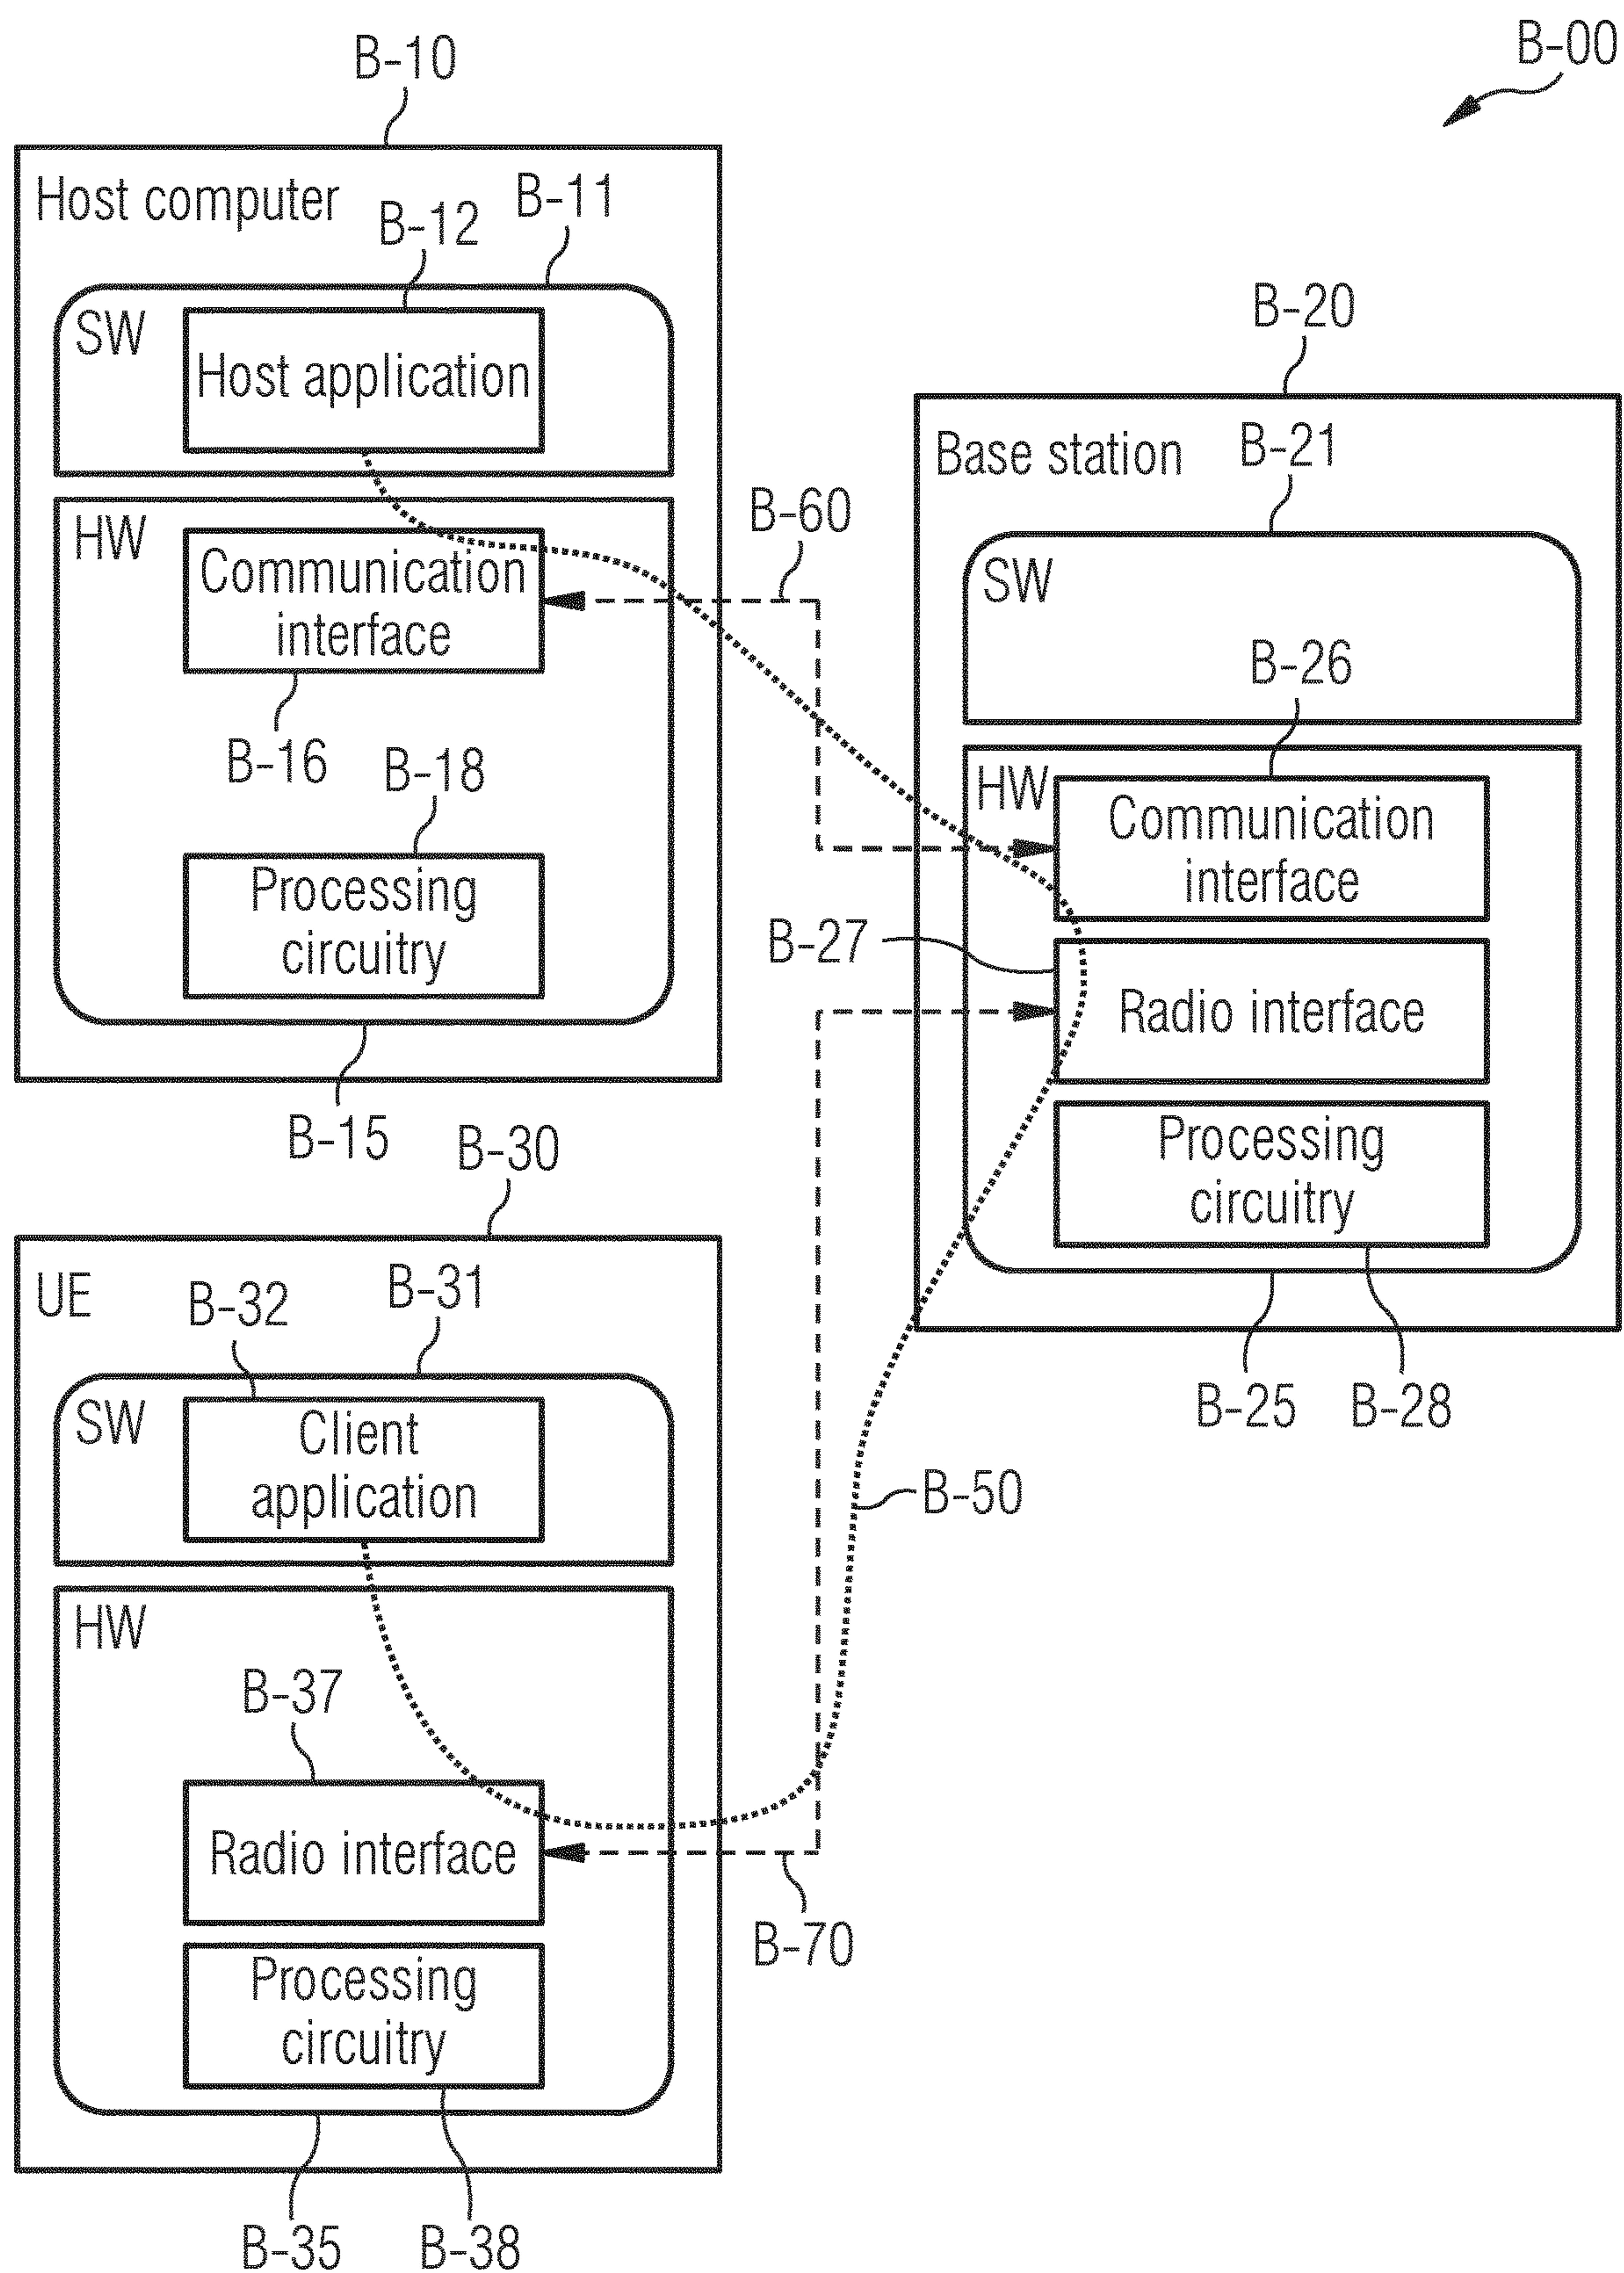 B-00
B-10
Host computer
B-11
B-12
SW
Host application
HW
Communication
interface
B-16
B-18
Processing
circuitry
B-15
B-60
B-20
Base station
B-21
SW
B-26
HW
Communication
interface
B-27
Radio interface
Processing
circuitry
B-25
B-28
B-50
B-30
UE
B-31
B-32
SW
Client
application
HW
B-37
Radio interface
B-70
Processing
circuitry
B-35
B-38